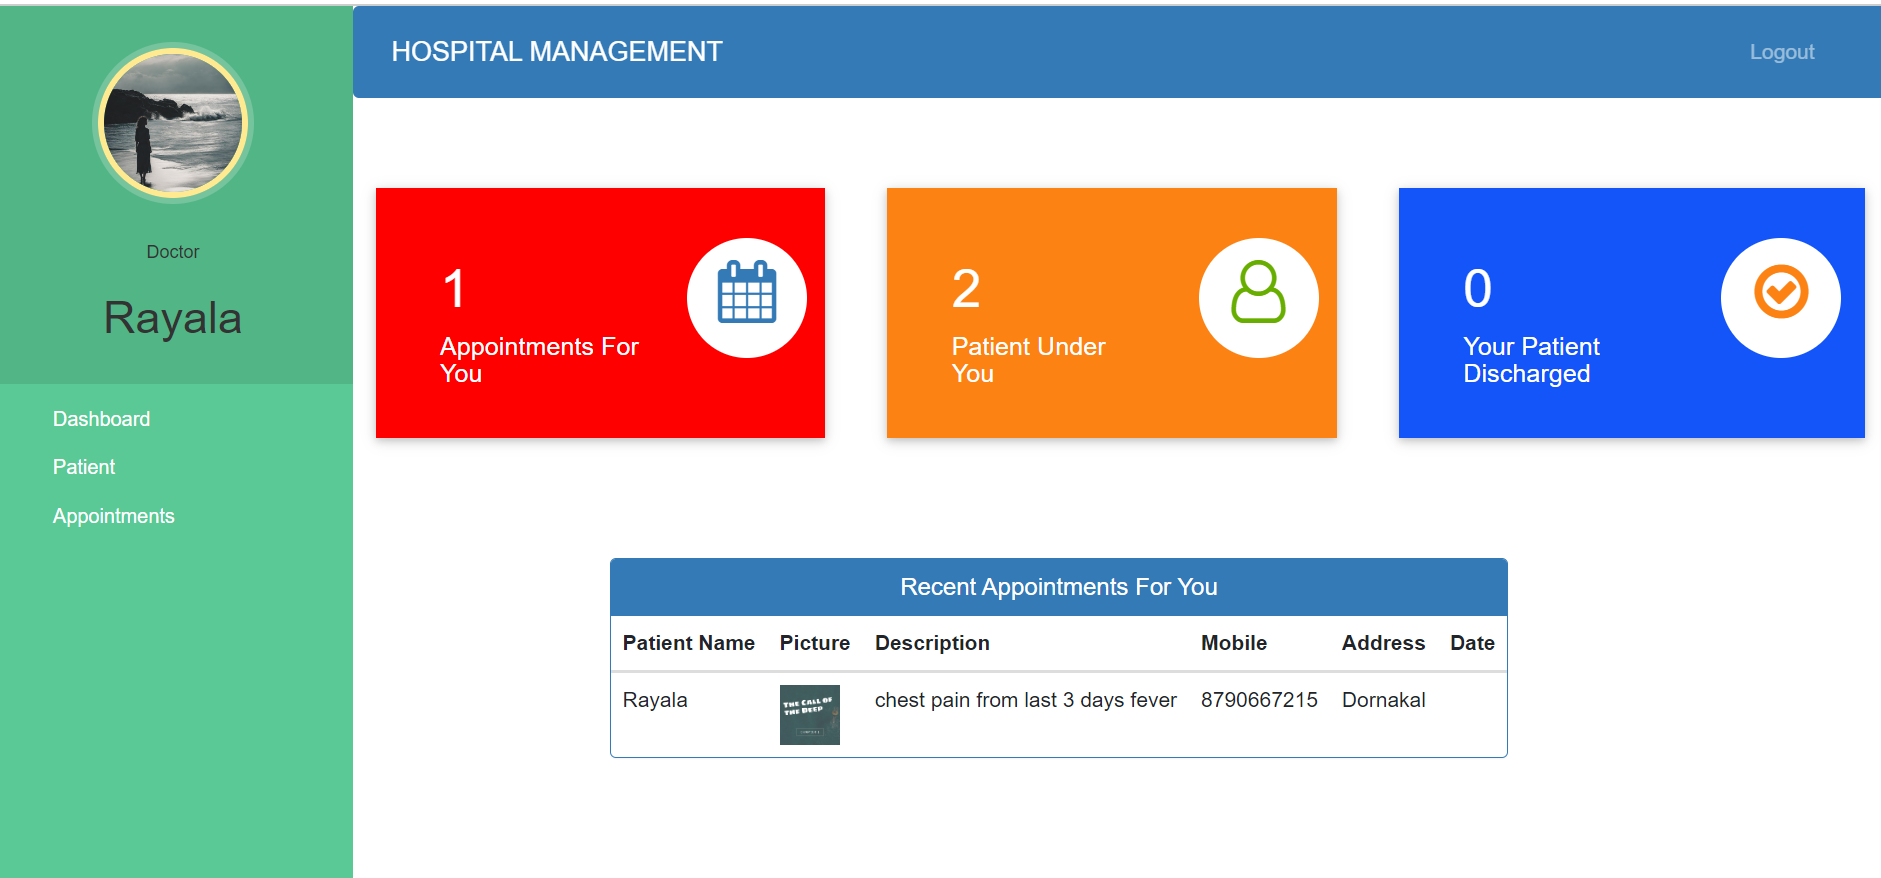 HOSPITAL MANAGEMENT
Logout
Doctor
Rayala
Dashboard
Patient
Appointments
1
Appointments For
You
2
Patient Under
You
0
Your Patient
Discharged
Recent Appointments For You
Patient Name Picture Description Mobile Address Date
Rayala chest pain from last 3 days fever 8790667215 Dornakal
THE CALL OF
THE DEEP